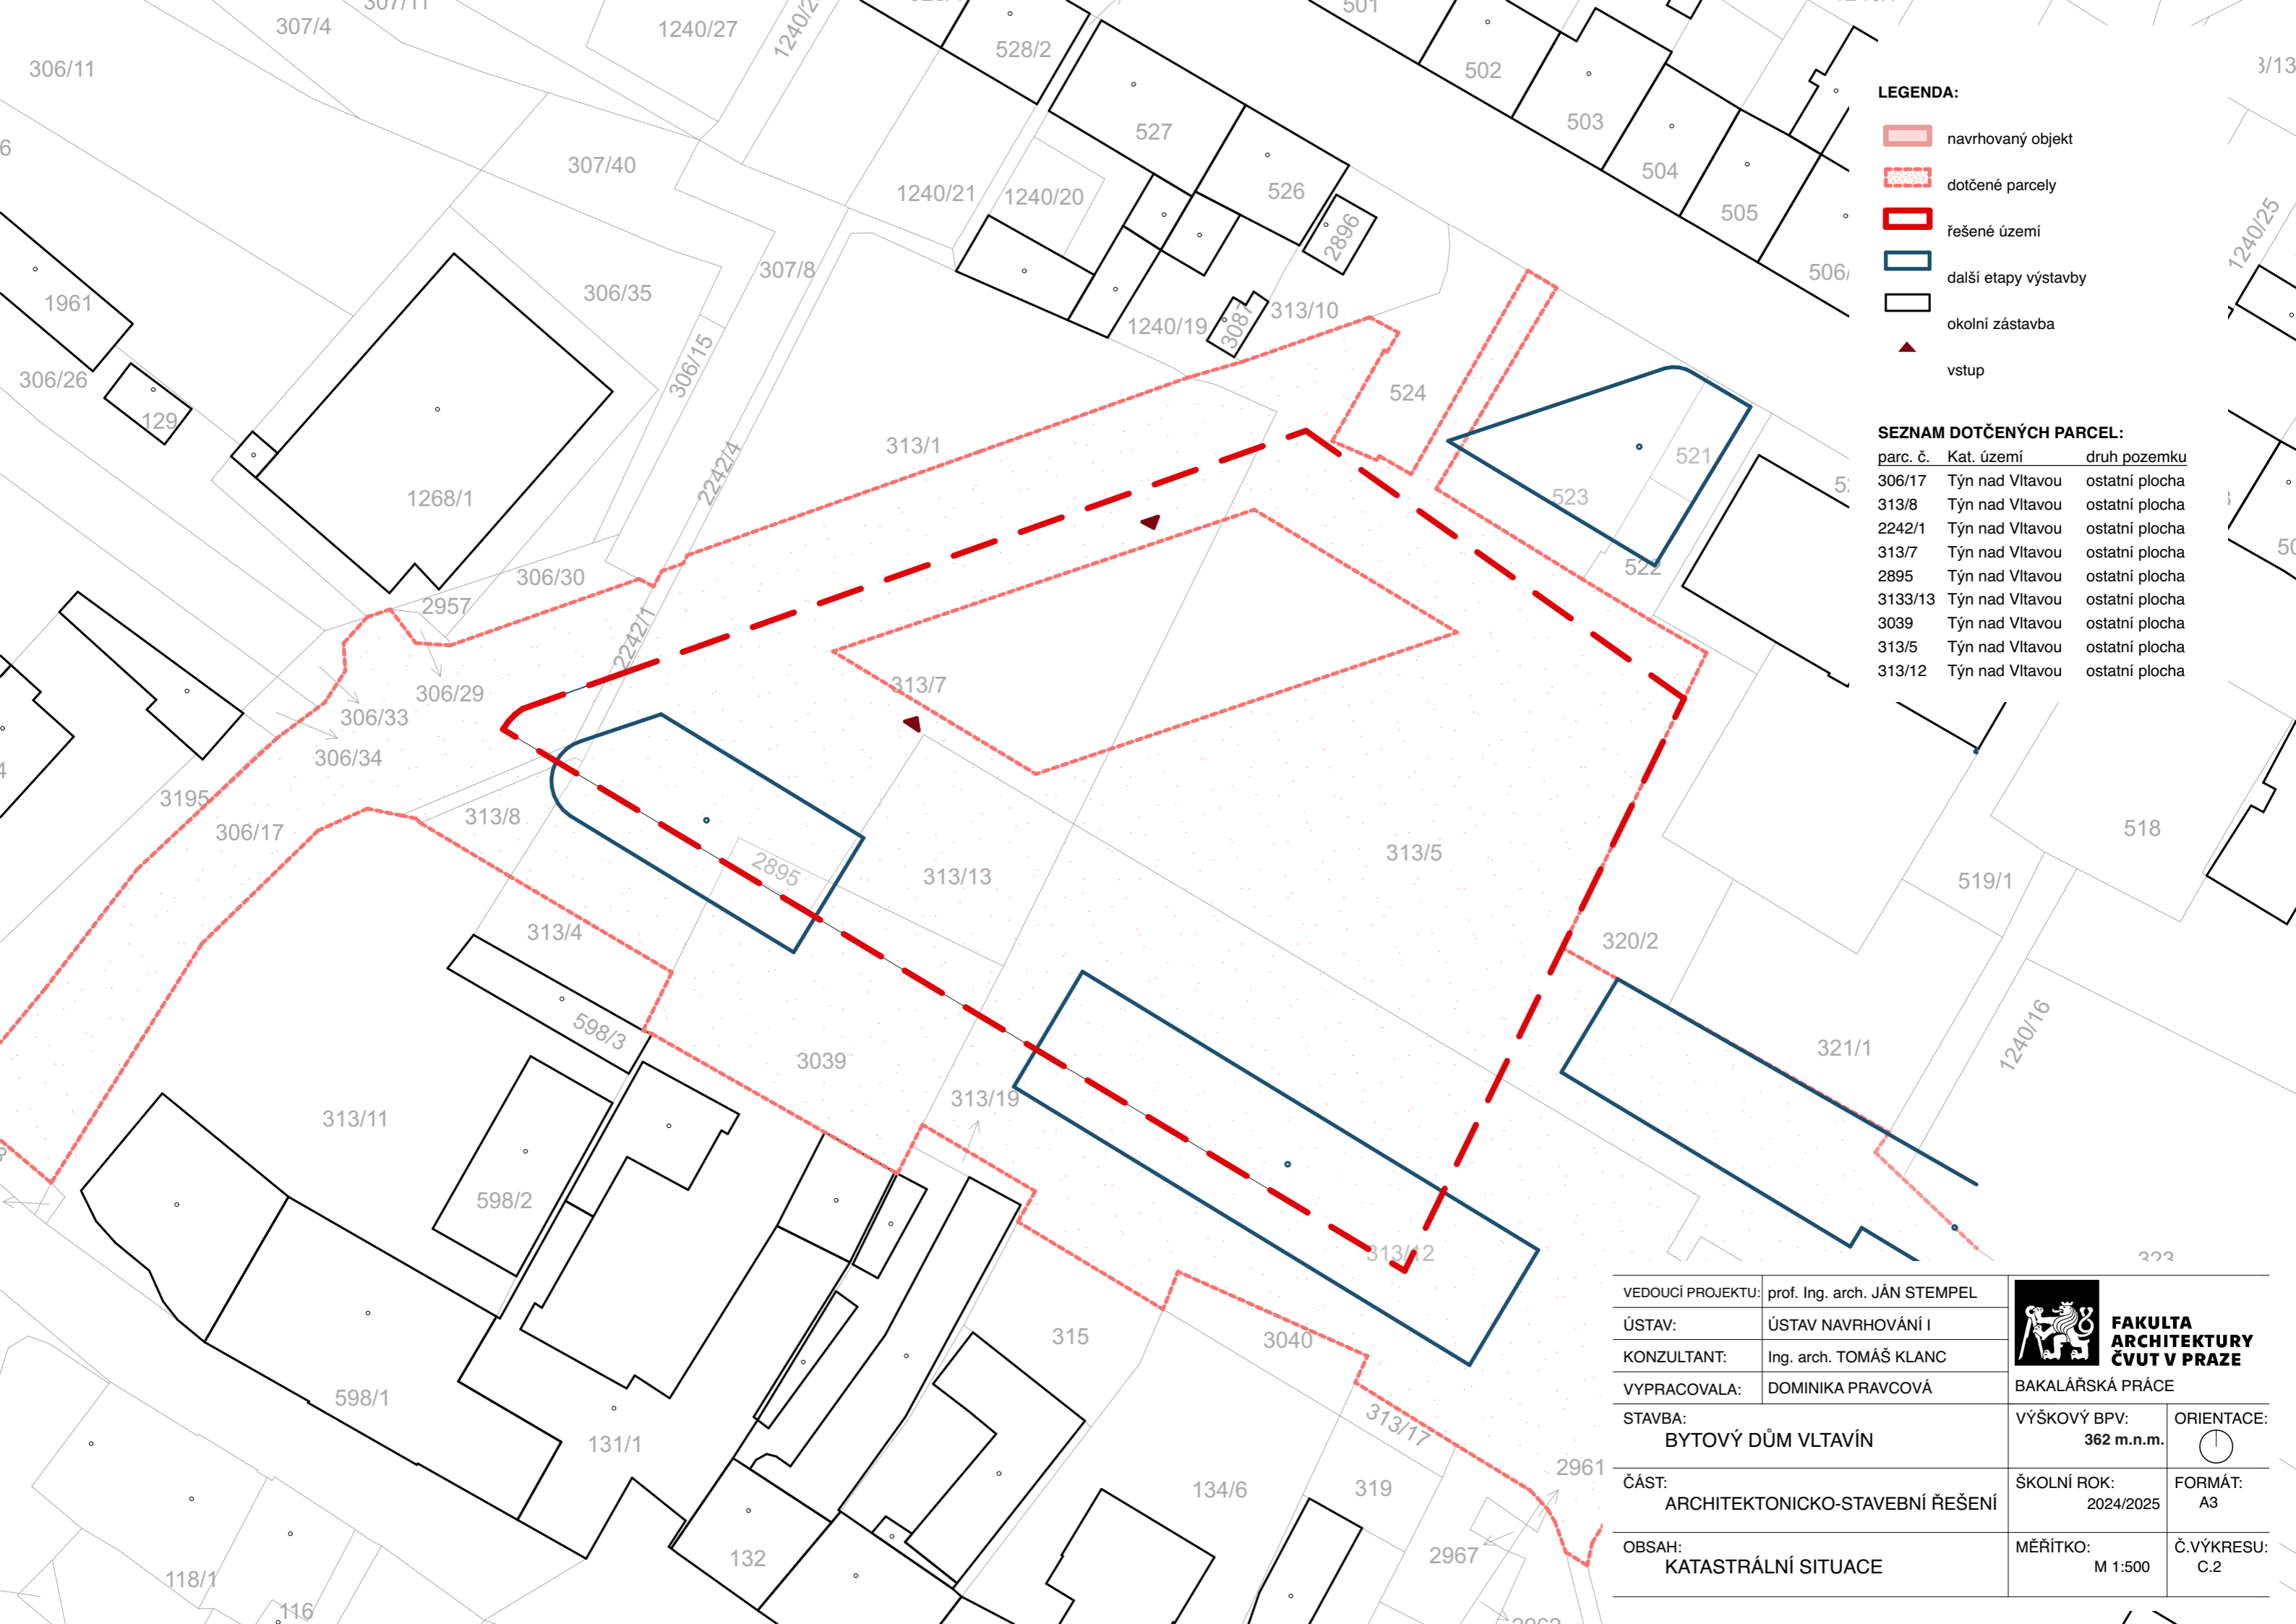 307/11
307/4
306/11
1240/27
528/2
501
502
503
504
505
527
526
2896
1240/25
307/40
1240/21
1240/20
307/8
306/35
1961
306/26
129
306/15
1240/19
3087
313/10
524
313/1
2242/4
1268/1
521
523
522
306/30
2957
2242/1
306/29
306/33
306/34
3195
306/17
313/7
313/8
2895
313/13
313/5
518
519/1
320/2
313/4
598/3
3039
321/1
1240/16
313/19
313/11
598/2
313/12
323
315
3040
598/1
131/1
313/17
2961
134/6
319
2967
132
118/1
116
LEGENDA:
navrhovaný objekt
dotčené parcely
řešené území
další etapy výstavby
okolní zástavba
vstup
SEZNAM DOTČENÝCH PARCEL:
parc. č. Kat. území druh pozemku
306/17 Týn nad Vltavou ostatní plocha
313/8 Týn nad Vltavou ostatní plocha
2242/1 Týn nad Vltavou ostatní plocha
313/7 Týn nad Vltavou ostatní plocha
2895 Týn nad Vltavou ostatní plocha
3133/13 Týn nad Vltavou ostatní plocha
3039 Týn nad Vltavou ostatní plocha
313/5 Týn nad Vltavou ostatní plocha
313/12 Týn nad Vltavou ostatní plocha
VEDOUCÍ PROJEKTU: prof. Ing. arch. JÁN STEMPEL
ÚSTAV: ÚSTAV NAVRHOVÁNÍ I
KONZULTANT: Ing. arch. TOMÁŠ KLANC
VYPRACOVALA: DOMINIKA PRAVCOVÁ
FAKULTA
ARCHITEKTURY
ČVUT V PRAZE
BAKALÁŘSKÁ PRÁCE
STAVBA:
BYTOVÝ DŮM VLTAVÍN
VÝŠKOVÝ BPV:
362 m.n.m.
ORIENTACE:
ČÁST:
ARCHITEKTONICKO-STAVEBNÍ ŘEŠENÍ
ŠKOLNÍ ROK:
2024/2025
FORMÁT:
A3
OBSAH:
KATASTRÁLNÍ SITUACE
MĚŘÍTKO:
M 1:500
Č.VÝKRESU:
C.2